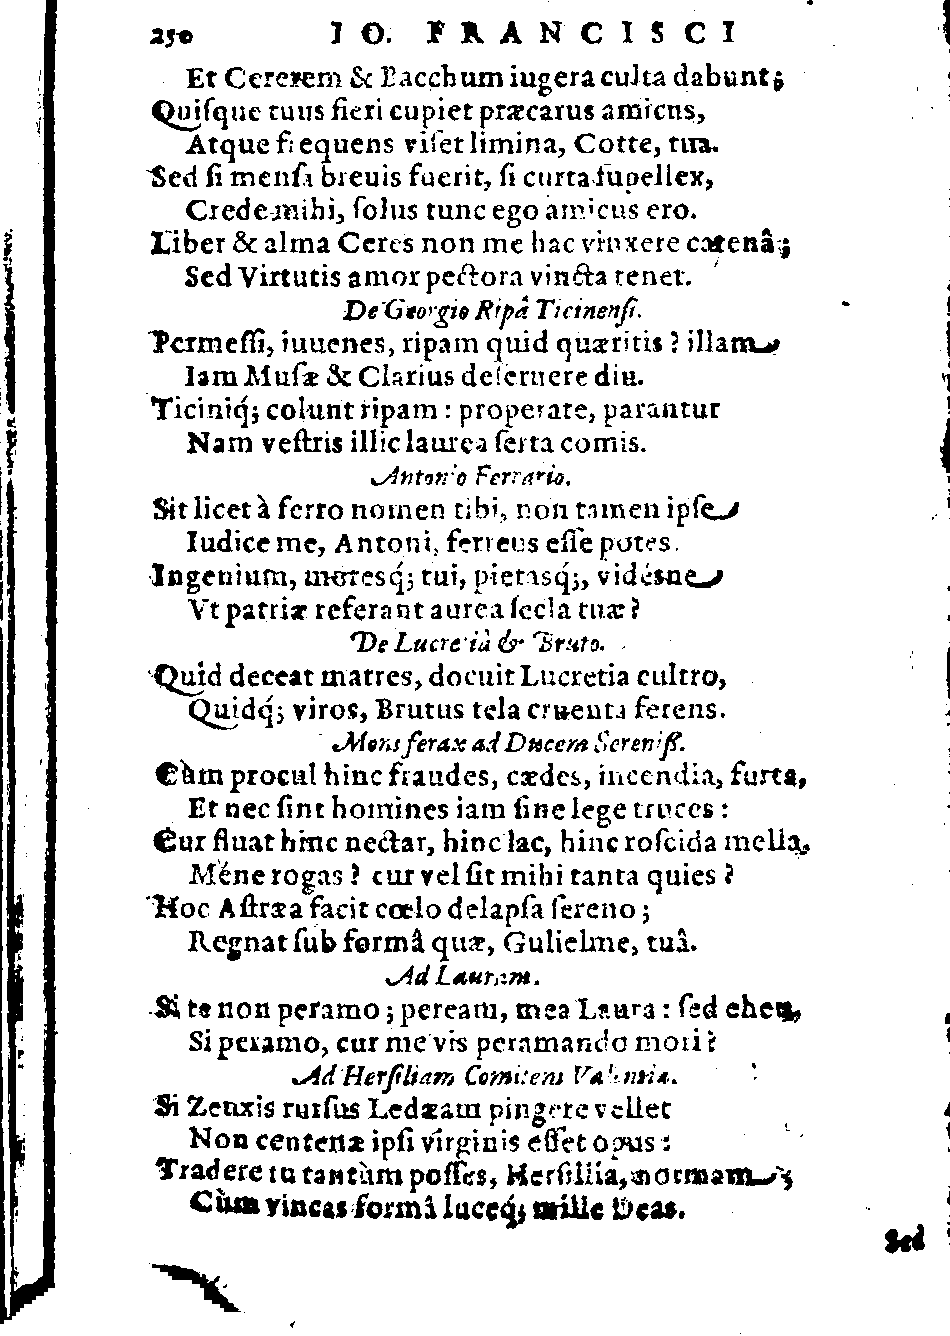 250 IO. FRANCISCI
Et Cererem & Bacchum iugera culta dabunt;
Quiſque tuus fieri cupiet præcarus amicus,
Atque frequens viſet limina, Cotte, tua.
Sed ſi menſa breuis fuerit, ſi curta ſupellex,
Crede mihi, ſolus tunc ego amicus ero.
Liber & alma Ceres non me hac vinxere catenâ;
Sed Virtutis amor pectora vincta tenet.
De Georgio Ripâ Ticinenſi.
Permeſſi, iuuenes, ripam quid quæritis? illam
Iam Muſæ & Clarius deſeruere diu.
Ticiniq́; colunt ripam: properate, parantur
Nam veſtris illic laurea ſerta comis.
Antonio Ferrario.
Sit licet à ferro nomen tibi, non tamen ipſe
Iudice me, Antoni, ferreus eſſe potes.
Ingenium, moresq́; tui, pietasq́;, vidésne
Vt patriæ referant aurea ſecla tuæ?
De Lucretiâ & Bruto.
Quid deceat matres, docuit Lucretia cultro,
Quidq́; viros, Brutus tela cruenta ferens.
Mons ferax ad Ducem Sereniſſ.
Cùm procul hinc fraudes, cædes, incendia, furta,
Et nec ſint homines iam ſine lege truces:
Cur fluat hinc nectar, hinc lac, hinc roſcida mella,
Méne rogas? cur vel ſit mihi tanta quies?
Hoc Aſtræa facit cœlo delapſa ſereno;
Regnat ſub formâ quæ, Gulielme, tuâ.
Ad Lauram.
Si te non peramo; peream, mea Laura: ſed eheu,
Si peramo, cur me vis peramando mori?
Ad Herſiliam Comitem Valentia.
Si Zeuxis rurſus Ledæam pingere vellet
Non centenæ ipſi vîrginis eſſet opus:
Tradere tu tantùm poſſes, Herſillia, normam;
Cùm vincas formâ luceq́; mille Deas.
Sed